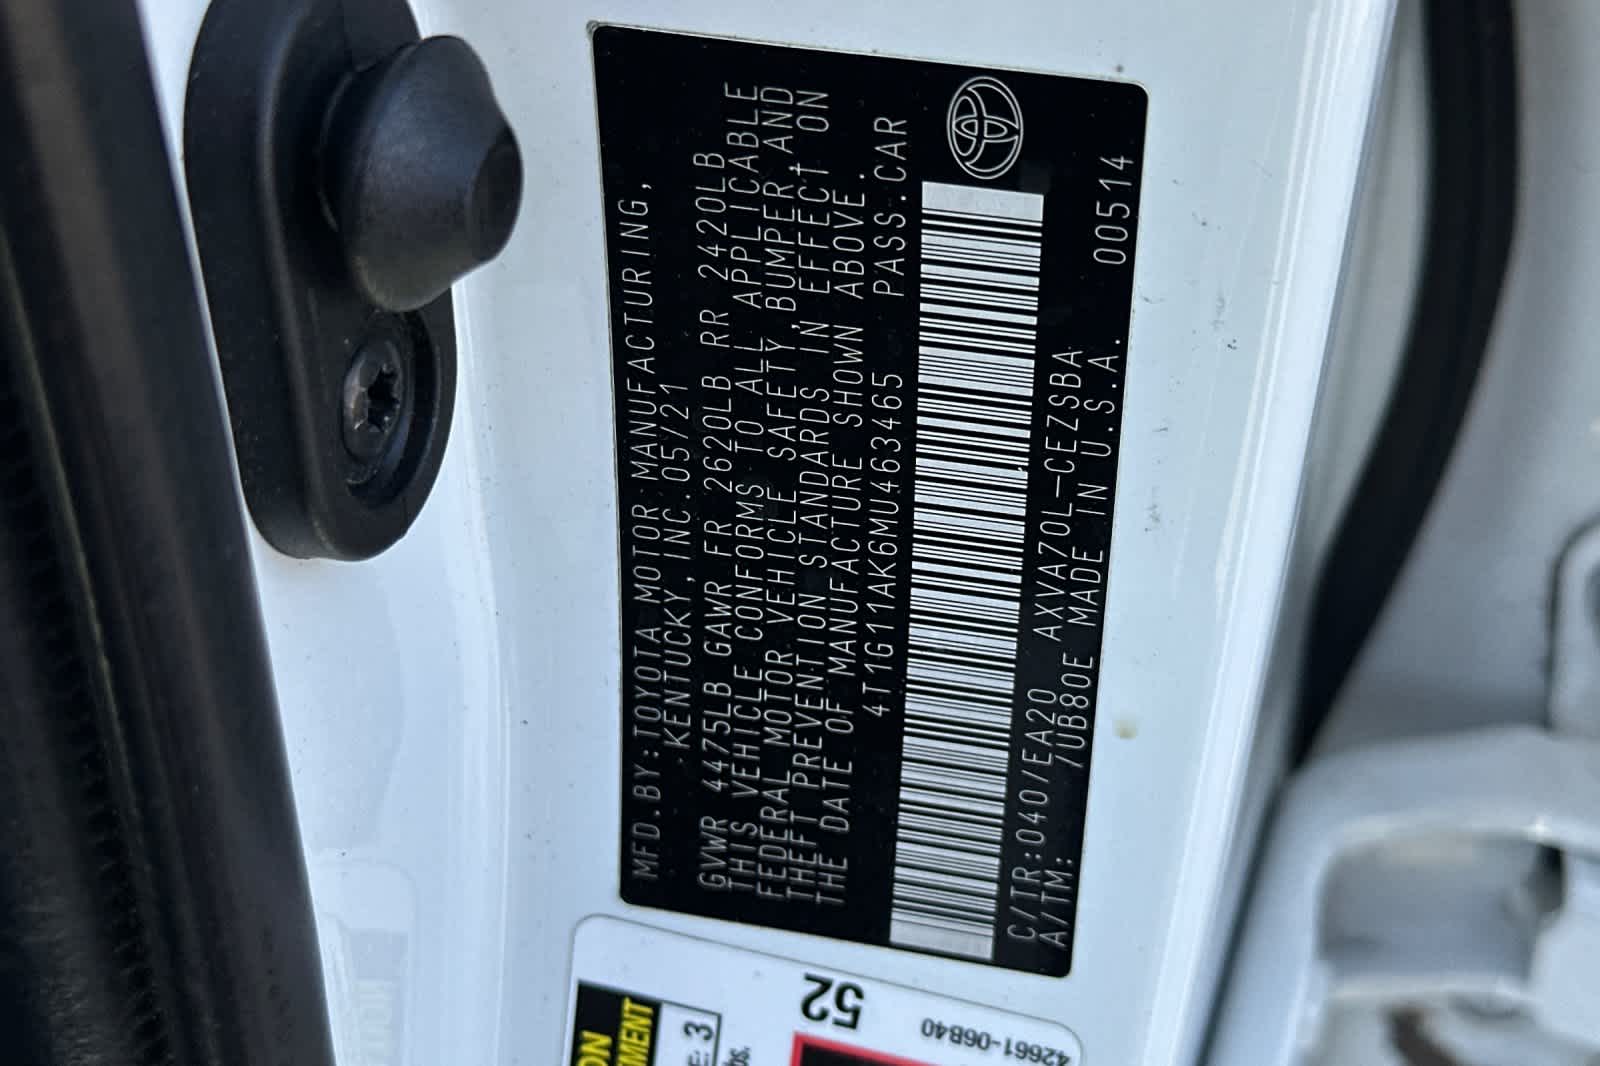 MFD.BY:TOYOTA MOTOR MANUFACTURING,
KENTUCKY,INC.05/21
GVWR 4475LB GAWR FR 2620LB RR 2420LB
THIS VEHICLE CONFORMS TO ALL APPLICABLE
FEDERAL MOTOR VEHICLE SAFETY,BUMPER,AND
THEFT PREVENTION STANDARDS IN EFFECT ON
THE DATE OF MANUFACTURE SHOWN ABOVE.
4T1G11AK6MU463465 PASS.CAR
C/TR:040/EA20 AXVA70L-CEZSBA
A/TM: /UB80E MADE IN U.S.A. 00514
52
42661-06B40
3
lbs.